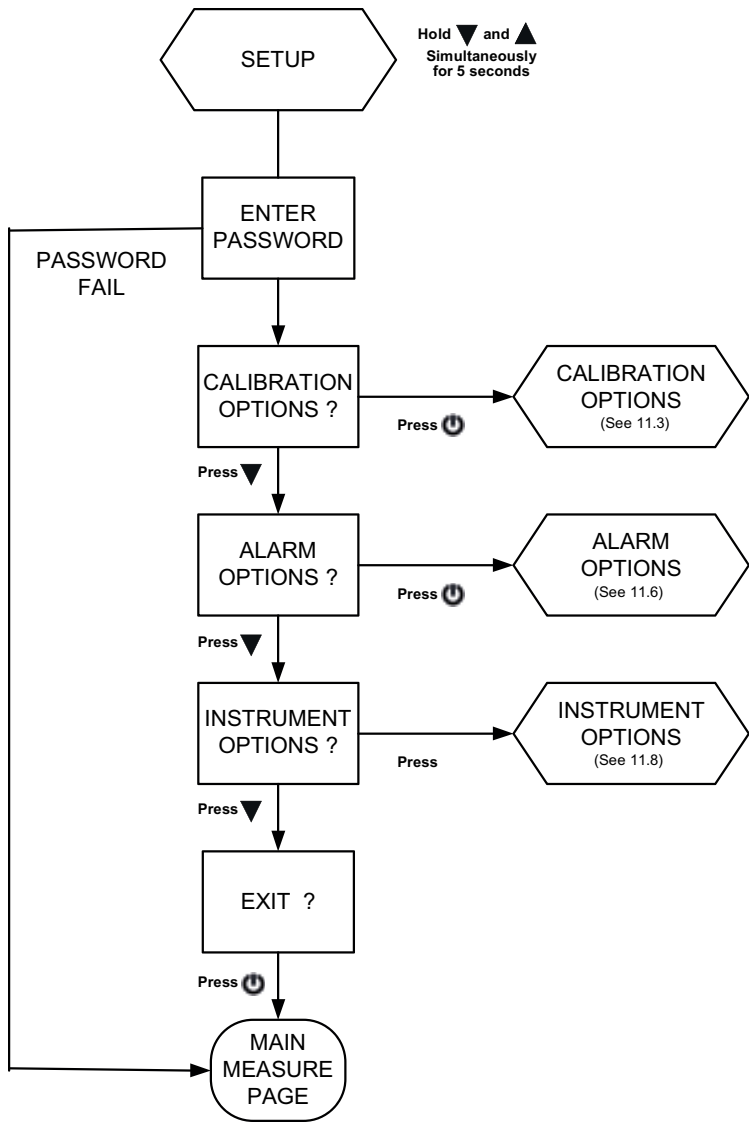 SETUP
Hold ▼ and ▲
Simultaneously
for 5 seconds
ENTER
PASSWORD
PASSWORD
FAIL
CALIBRATION
OPTIONS ?
Press
CALIBRATION
OPTIONS
(See 11.3)
Press ▼
ALARM
OPTIONS ?
Press
ALARM
OPTIONS
(See 11.6)
Press ▼
INSTRUMENT
OPTIONS ?
Press
INSTRUMENT
OPTIONS
(See 11.8)
Press ▼
EXIT ?
Press
MAIN
MEASURE
PAGE